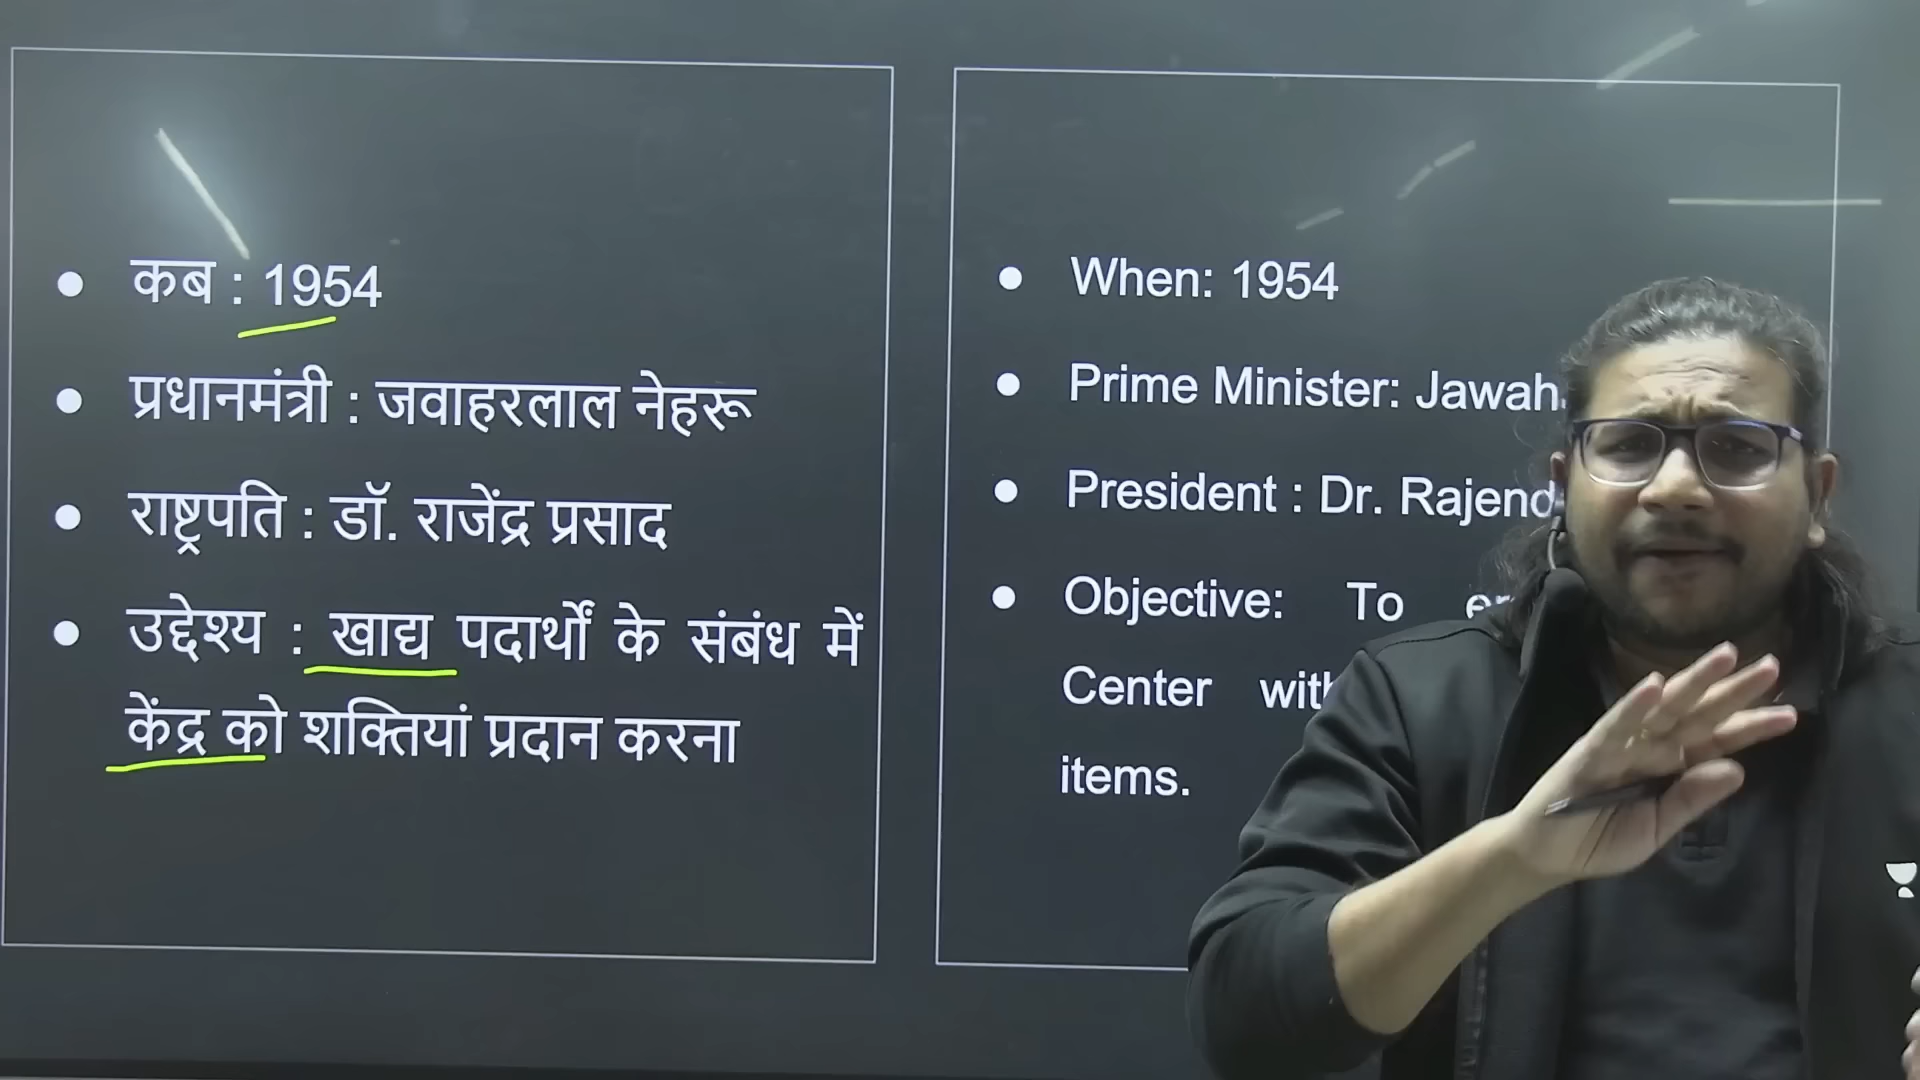 कब : 1954
प्रधानमंत्री : जवाहरलाल नेहरू
राष्ट्रपति : डॉ. राजेंद्र प्रसाद
उद्देश्य : खाद्य पदार्थों के संबंध में
केंद्र को शक्तियां प्रदान करना
When: 1954
Prime Minister:
President : Dr.
Objective: To
Center
items.